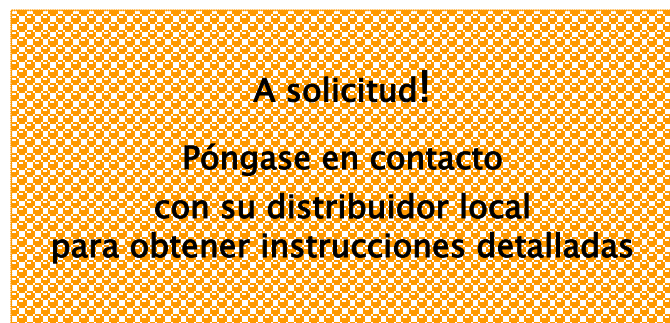 A solicitud!
Póngase en contacto
con su distribuidor local
para obtener instrucciones detalladas